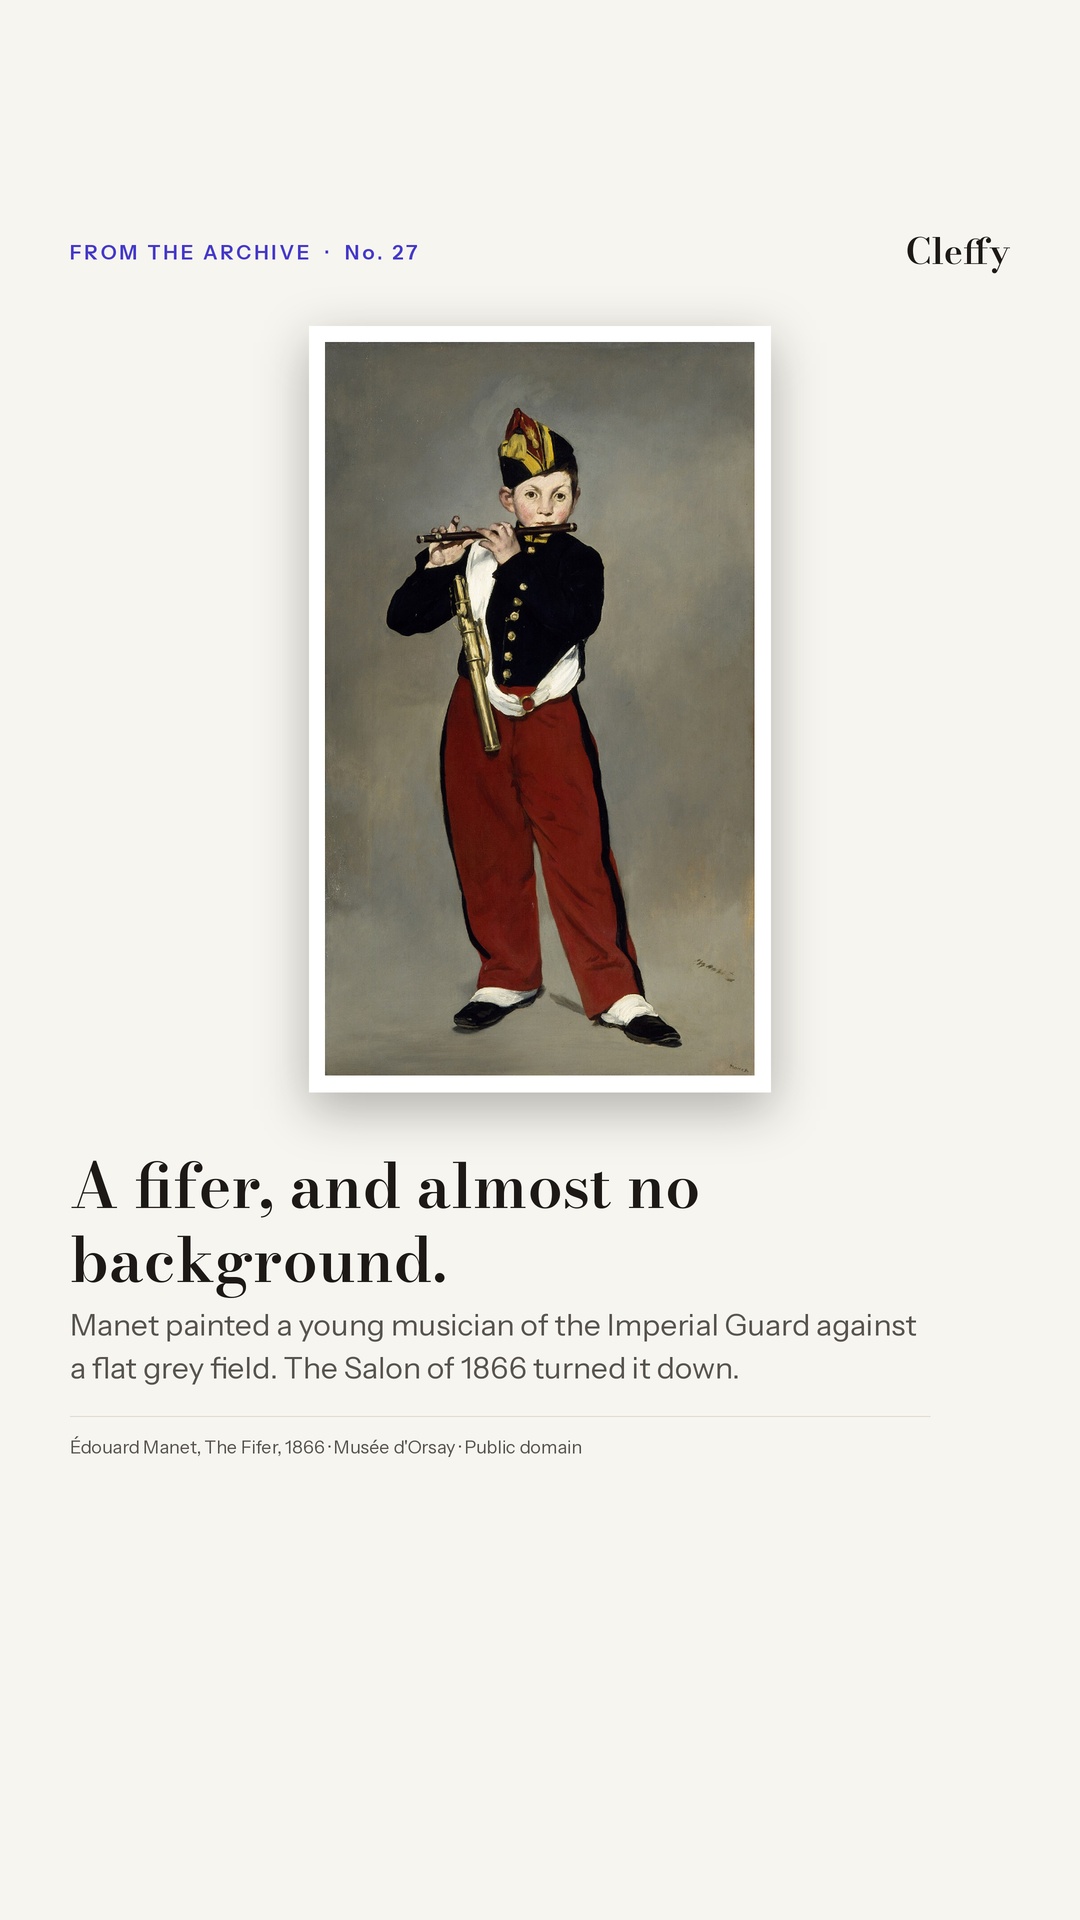 FROM THE ARCHIVE · No. 27
Cleffy
A fifer, and almost no
background.
Manet painted a young musician of the Imperial Guard against
a flat grey field. The Salon of 1866 turned it down.
Édouard Manet, The Fifer, 1866 · Musée d'Orsay · Public domain